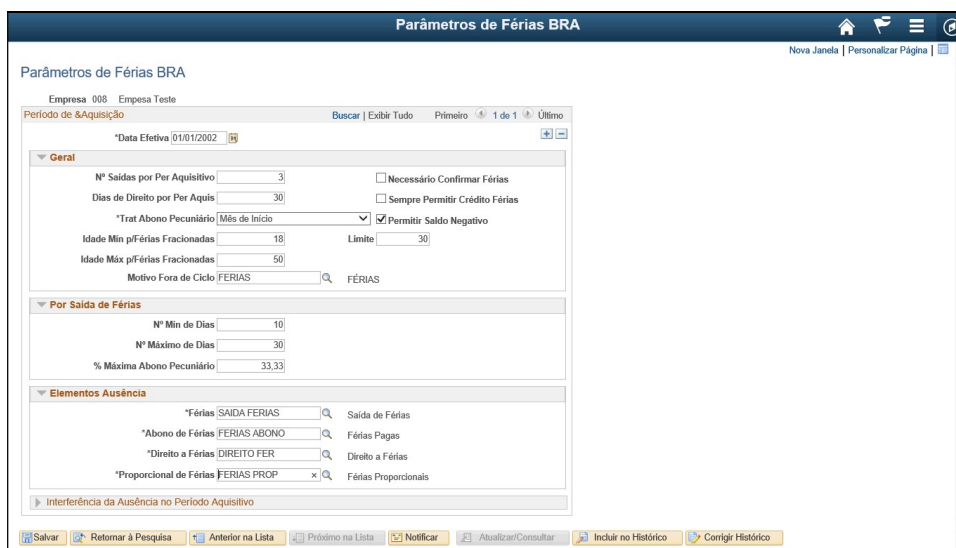 Parâmetros de Férias BRA
Nova Janela | Personalizar Página |
Parâmetros de Férias BRA
Empresa 008 Empesa Teste
Período de &Aquisição Buscar | Exibir Tudo Primeiro 1 de 1 Último
*Data Efetiva 01/01/2002
Geral
Nº Saídas por Per Aquisitivo 3 Necessário Confirmar Férias
Dias de Direito por Per Aquis 30 Sempre Permitir Crédito Férias
*Trat Abono Pecuniário Mês de Início Permitir Saldo Negativo
Idade Mín p/Férias Fracionadas 18 Limite 30
Idade Máx p/Férias Fracionadas 50
Motivo Fora de Ciclo FERIAS FÉRIAS
Por Saída de Férias
Nº Mín de Dias 10
Nº Máximo de Dias 30
% Máxima Abono Pecuniário 33,33
Elementos Ausência
*Férias SAIDA FERIAS Saída de Férias
*Abono de Férias FERIAS ABONO Férias Pagas
*Direito a Férias DIREITO FER Direito a Férias
*Proporcional de Férias FERIAS PROP Férias Proporcionais
Interferência da Ausência no Período Aquisitivo
Salvar Retornar à Pesquisa Anterior na Lista Próximo na Lista Notificar Atualizar/Consultar Incluir no Histórico Corrigir Histórico